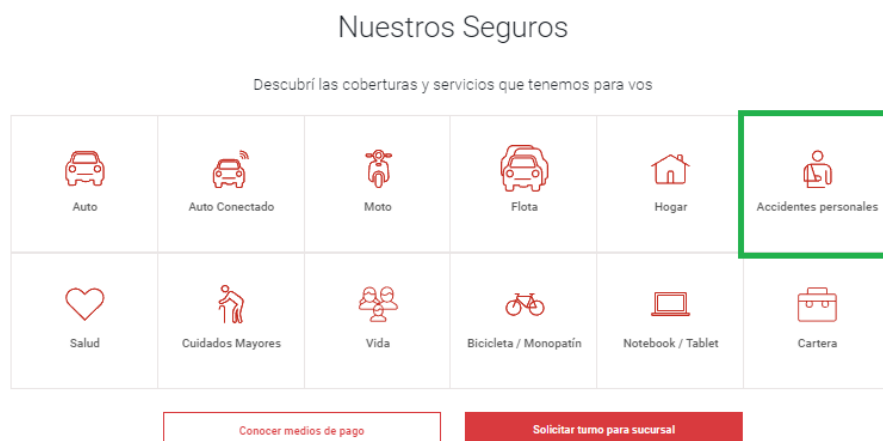 Nuestros Seguros
Descubrí las coberturas y servicios que tenemos para vos
Auto
Auto Conectado
Moto
Flota
Hogar
Accidentes personales
Salud
Cuidados Mayores
Vida
Bicicleta / Monopatín
Notebook / Tablet
Cartera
Conocer medios de pago
Solicitar turno para sucursal